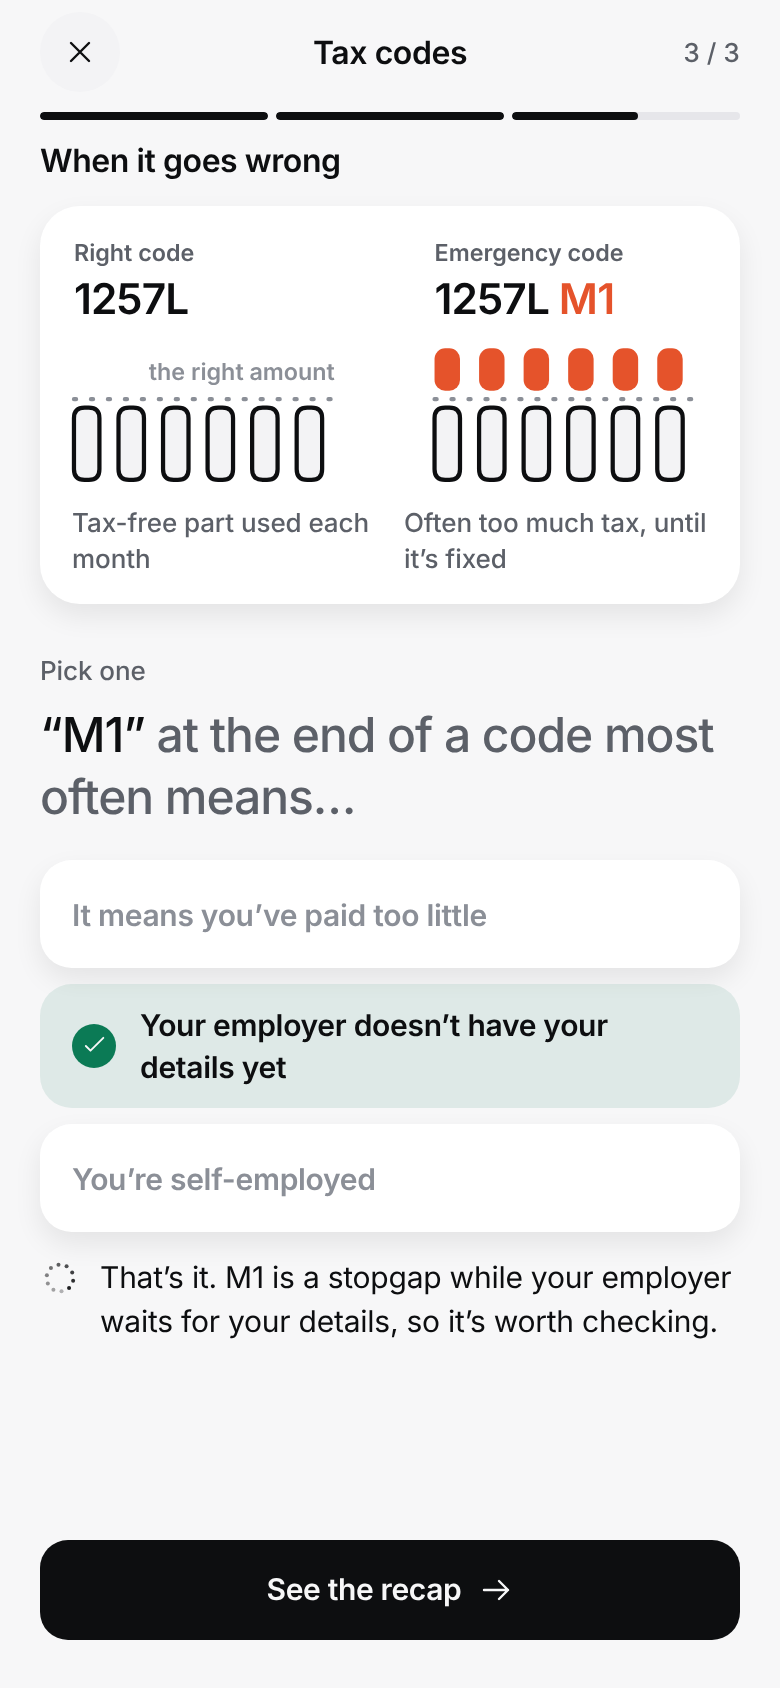 Tax codes
3 / 3
When it goes wrong
Right code
1257L
the right amount
Tax-free part used each
month
Emergency code
1257L M1
Often too much tax, until
it’s fixed
Pick one
“M1” at the end of a code most
often means…
It means you’ve paid too little
Your employer doesn’t have your
details yet
You’re self-employed
That’s it. M1 is a stopgap while your employer
waits for your details, so it’s worth checking.
See the recap